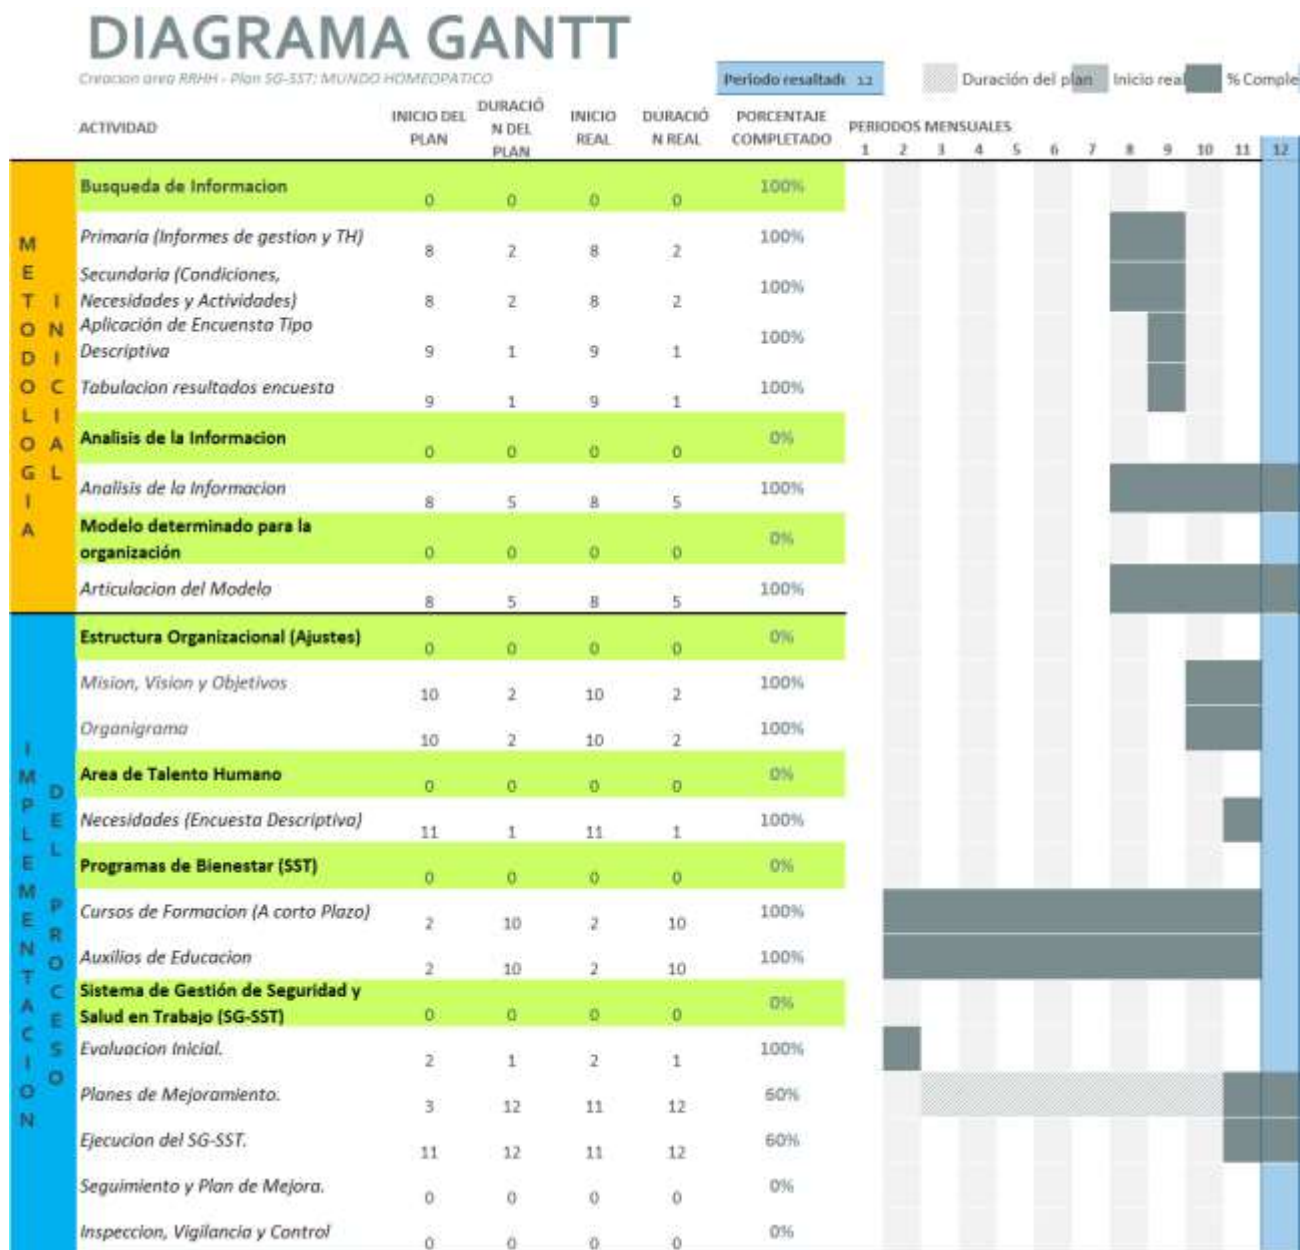 DIAGRAMA GANTT
Creacion area RRHH - Plan SG-SST: MUNDO HOMEOPATICO
Periodo resaltad 12 Duración del plan Inicio rea % Comple
ACTIVIDAD INICIO DEL PLAN DURACIÓ N DEL PLAN INICIO REAL DURACIÓ N REAL PORCENTAJE COMPLETADO PERIODOS MENSUALES
1 2 3 4 5 6 7 8 9 10 11 12
METODOLOGIA INICIAL
Busqueda de Informacion 0 0 0 0 100%
Primaria (Informes de gestion y TH) 8 2 8 2 100%
Secundaria (Condiciones,
Necesidades y Actividades) 8 2 8 2 100%
Aplicación de Encuensta Tipo
Descriptiva 9 1 9 1 100%
Tabulacion resultados encuesta 9 1 9 1 100%
Analisis de la Informacion 0 0 0 0 0%
Analisis de la Informacion 8 5 8 5 100%
Modelo determinado para la
organización 0 0 0 0 0%
Articulacion del Modelo 8 5 8 5 100%
IMPLEMENTACION DEL PROCESO
Estructura Organizacional (Ajustes) 0 0 0 0 0%
Mision, Vision y Objetivos 10 2 10 2 100%
Organigrama 10 2 10 2 100%
Area de Talento Humano 0 0 0 0 0%
Necesidades (Encuesta Descriptiva) 11 1 11 1 100%
Programas de Bienestar (SST) 0 0 0 0 0%
Cursos de Formacion (A corto Plazo) 2 10 2 10 100%
Auxilios de Educacion 2 10 2 10 100%
Sistema de Gestión de Seguridad y
Salud en Trabajo (SG-SST) 0 0 0 0 0%
Evaluacion Inicial. 2 1 2 1 100%
Planes de Mejoramiento. 3 12 11 12 60%
Ejecucion del SG-SST. 11 12 11 12 60%
Seguimiento y Plan de Mejora. 0 0 0 0 0%
Inspeccion, Vigilancia y Control 0 0 0 0 0%